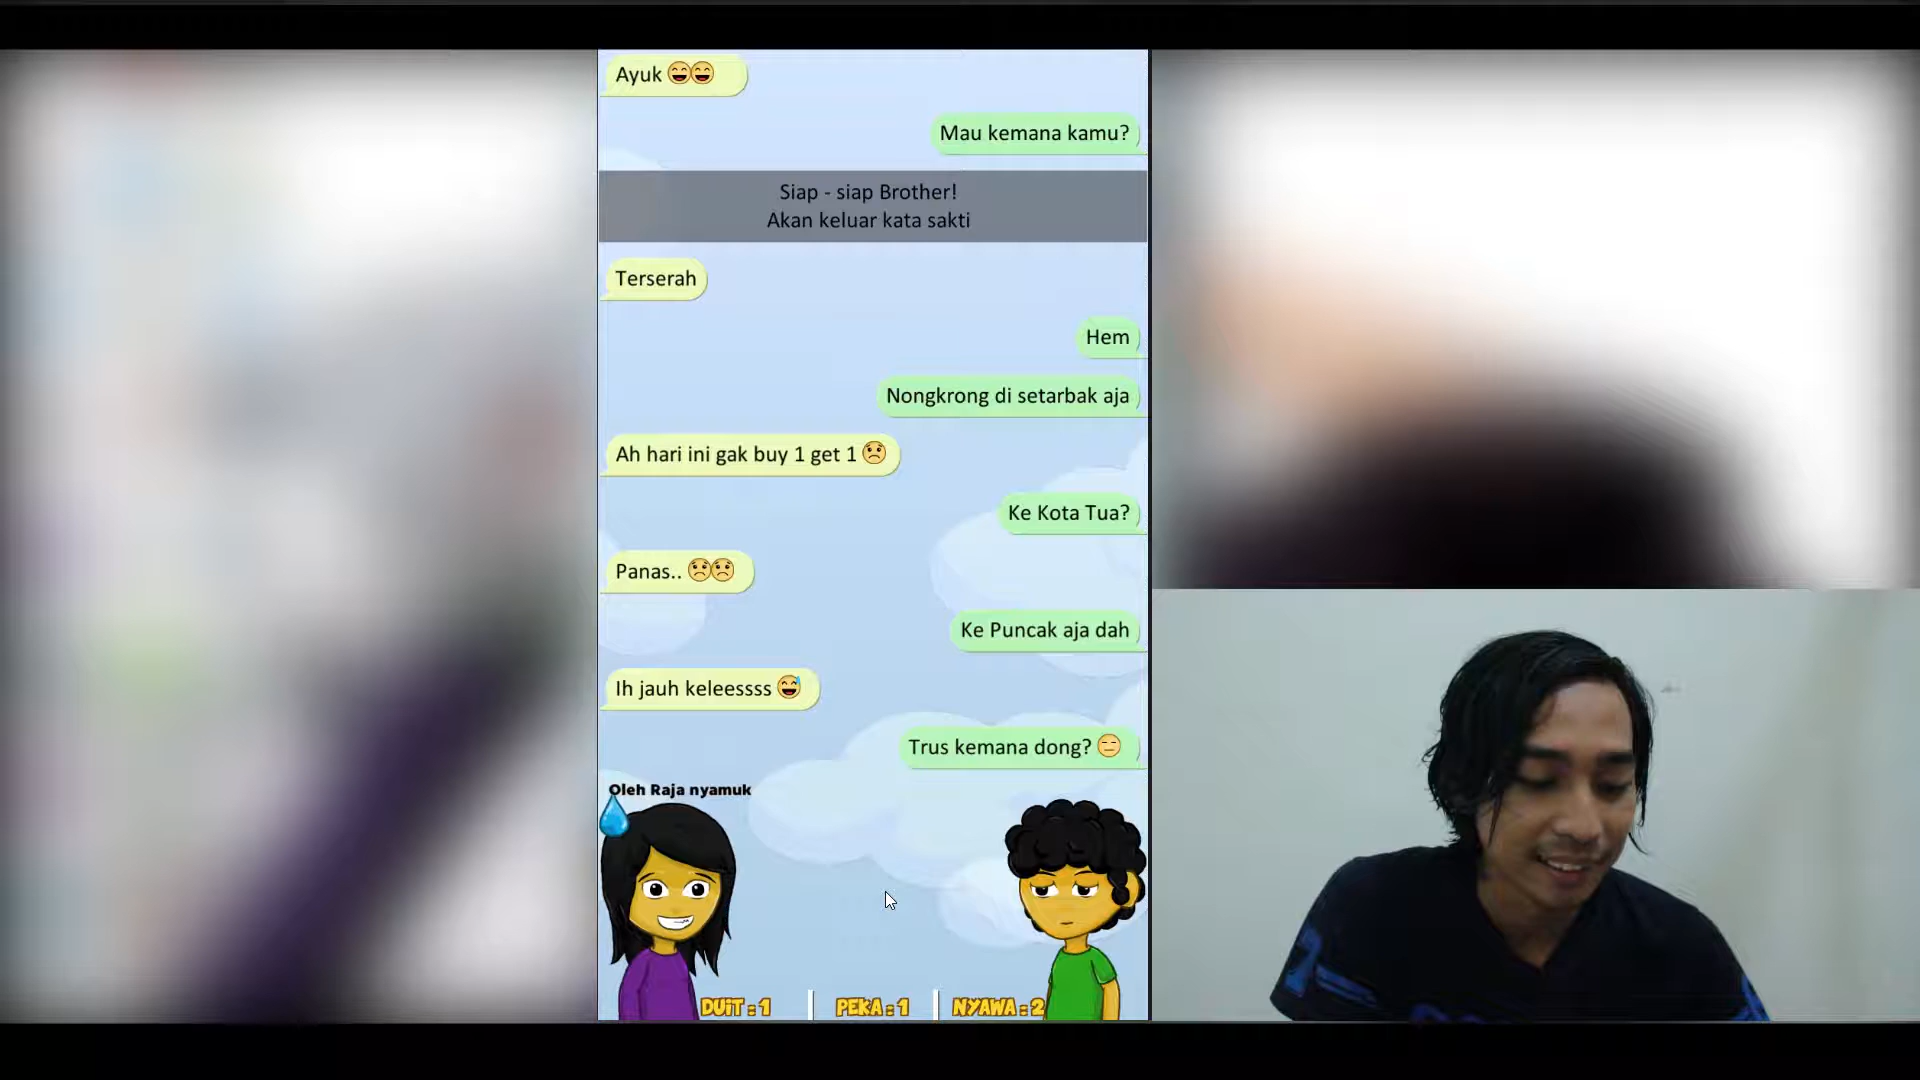 Ayuk 😄😄
Mau kemana kamu?
Siap - siap Brother!
Akan keluar kata sakti
Terserah
Hem
Nongkrong di setarbak aja
Ah hari ini gak buy 1 get 1 😟
Ke Kota Tua?
Panas.. 😟😟
Ke Puncak aja dah
Ih jauh keleessss 😅
Trus kemana dong? 😑
Oleh Raja nyamuk
DUIT : 1
PEKA : 1
NYAWA : 2